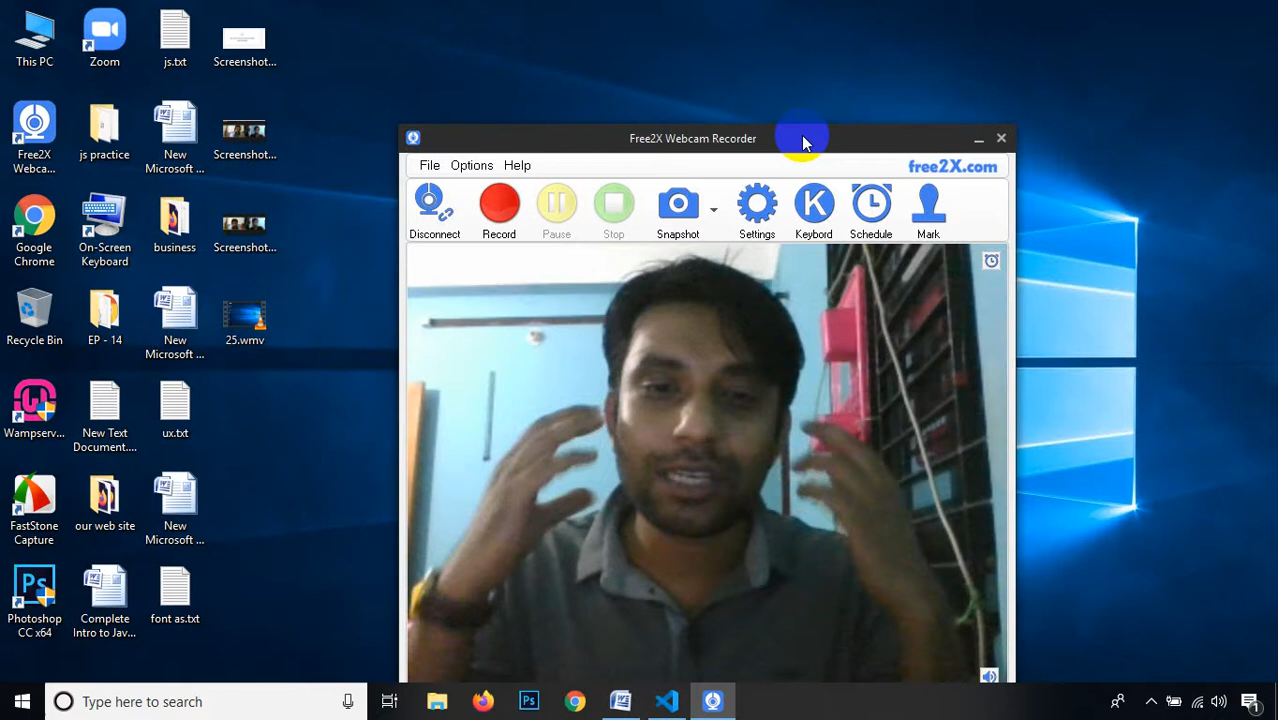 This PC
Zoom
js.txt
Screenshot...
Free2X
Webca...
js practice
New
Microsoft ...
Screenshot...
Google
Chrome
On-Screen
Keyboard
business
Screenshot...
Recycle Bin
EP - 14
New
Microsoft ...
25.wmv
Wampserv...
New Text
Document....
ux.txt
FastStone
Capture
our web site
New
Microsoft ...
Ps
Photoshop
CC x64
Complete
Intro to Jav...
font as.txt
Free2X Webcam Recorder
File Options Help
free2X.com
K
Disconnect Record Pause Stop Snapshot Settings Keybord Schedule Mark
Type here to search
Ps
1